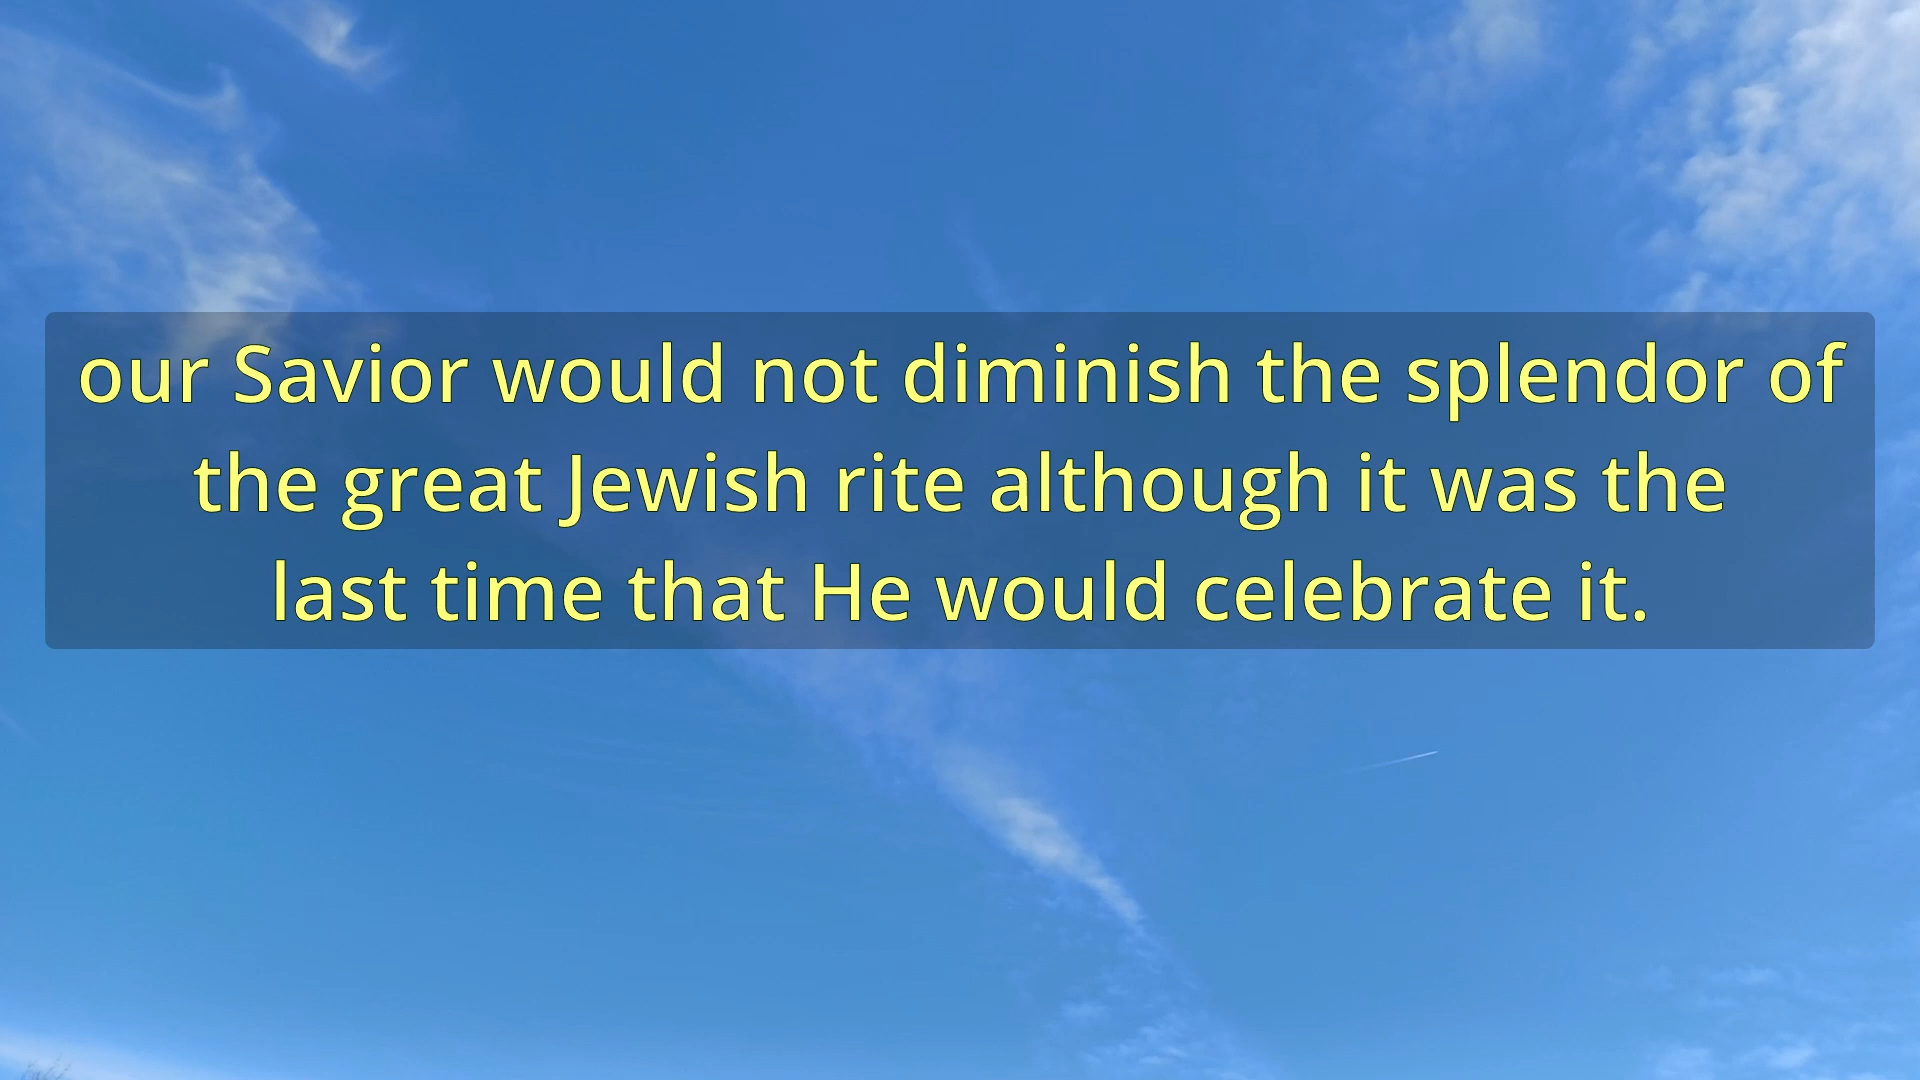 our Savior would not diminish the splendor of
the great Jewish rite although it was the
last time that He would celebrate it.